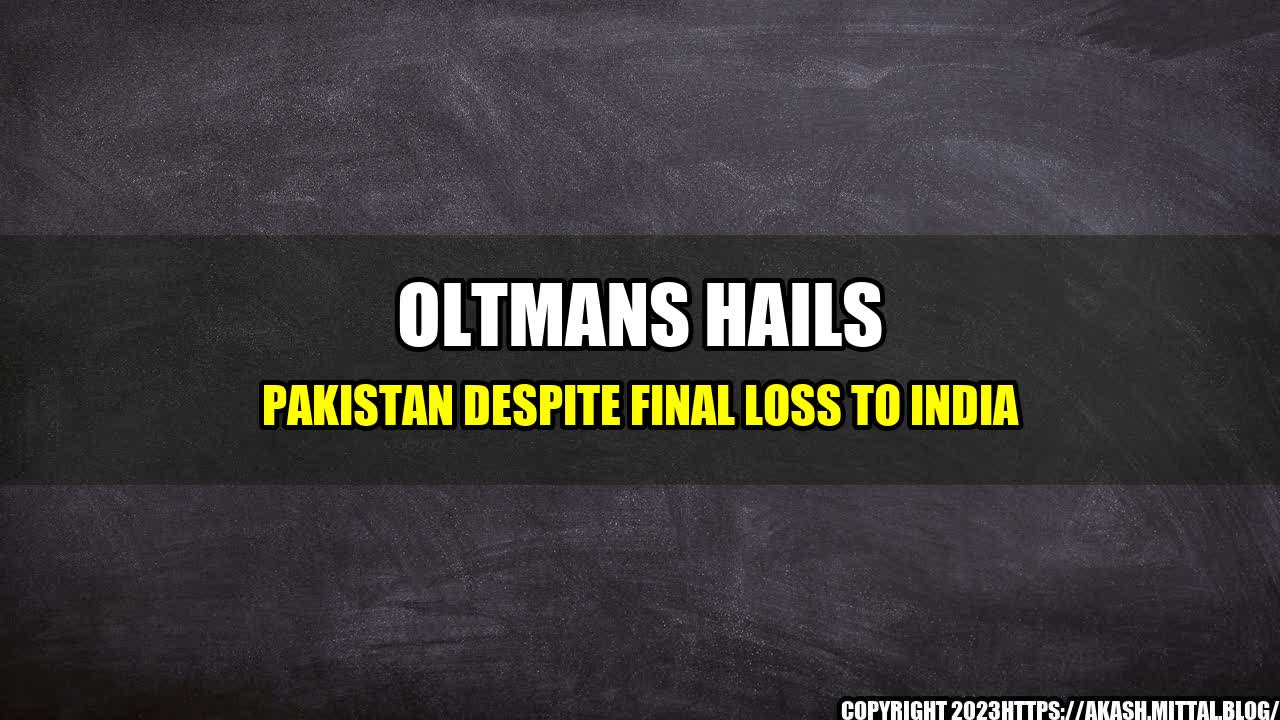 OLTMANS HAILS
PAKISTAN DESPITE FINAL LOSS TO INDIA
COPYRIGHT 2023HTTPS://AKASH.MITTAL.BLOG/